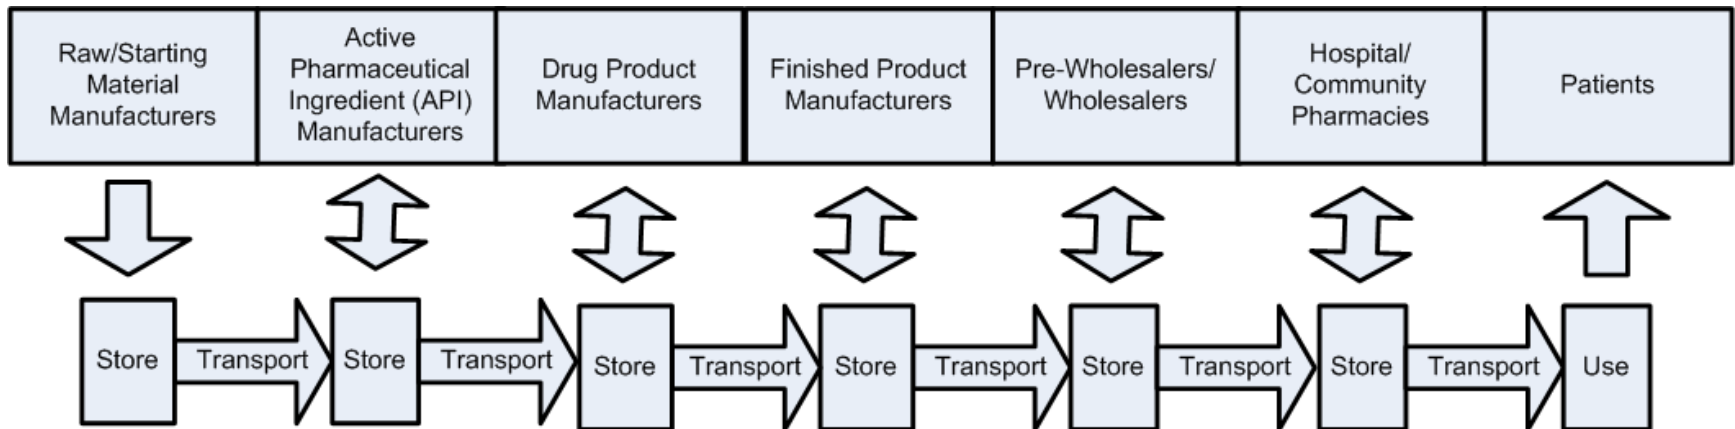 Raw/Starting
Material
Manufacturers
Active
Pharmaceutical
Ingredient (API)
Manufacturers
Drug Product
Manufacturers
Finished Product
Manufacturers
Pre-Wholesalers/
Wholesalers
Hospital/
Community
Pharmacies
Patients
Store
Transport
Store
Transport
Store
Transport
Store
Transport
Store
Transport
Store
Transport
Use